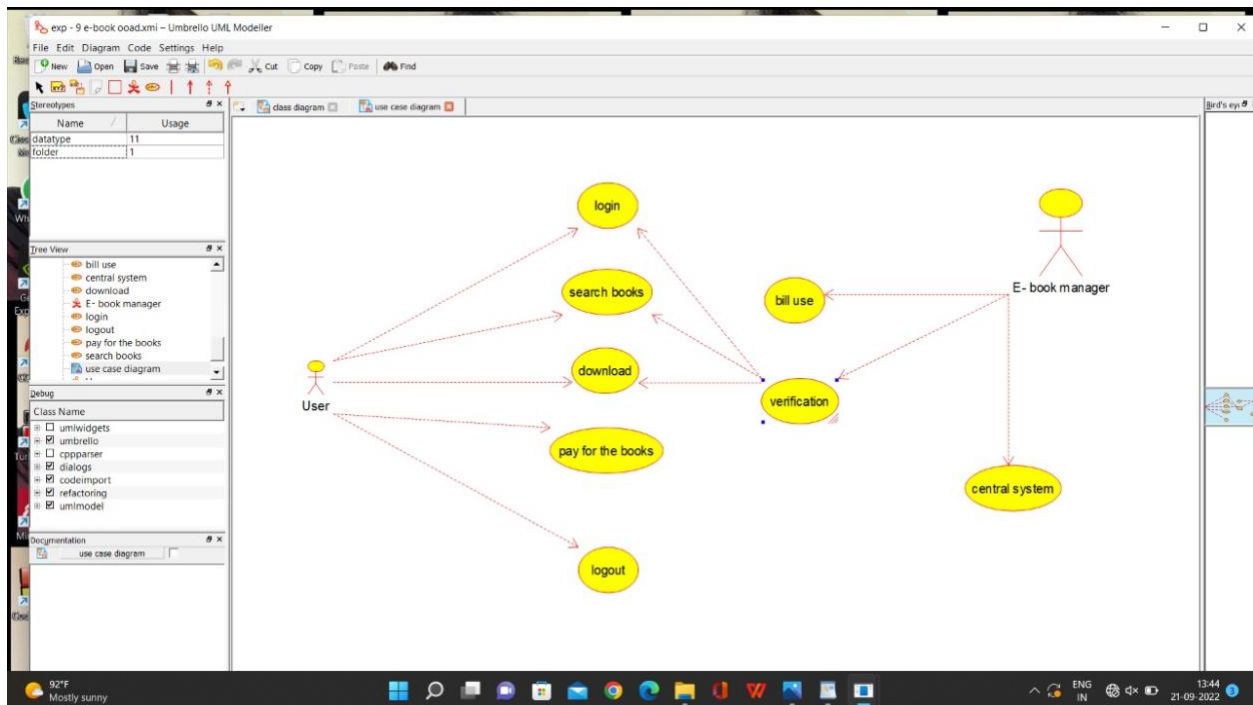 exp - 9 e-book ooad.xmi – Umbrello UML Modeller
File Edit Diagram Code Settings Help
New Open Save Cut Copy Paste Find
Stereotypes
Name Usage
datatype 11
folder 1
Tree View
bill use
central system
download
E- book manager
login
logout
pay for the books
search books
use case diagram
Debug
Class Name
umlwidgets
umbrello
cppparser
dialogs
codeimport
refactoring
umlmodel
Documentation
use case diagram
class diagram use case diagram
Bird's eye
login
search books
bill use
E- book manager
download
User
verification
pay for the books
central system
logout
92°F
Mostly sunny
ENG
IN
13:44
21-09-2022
3